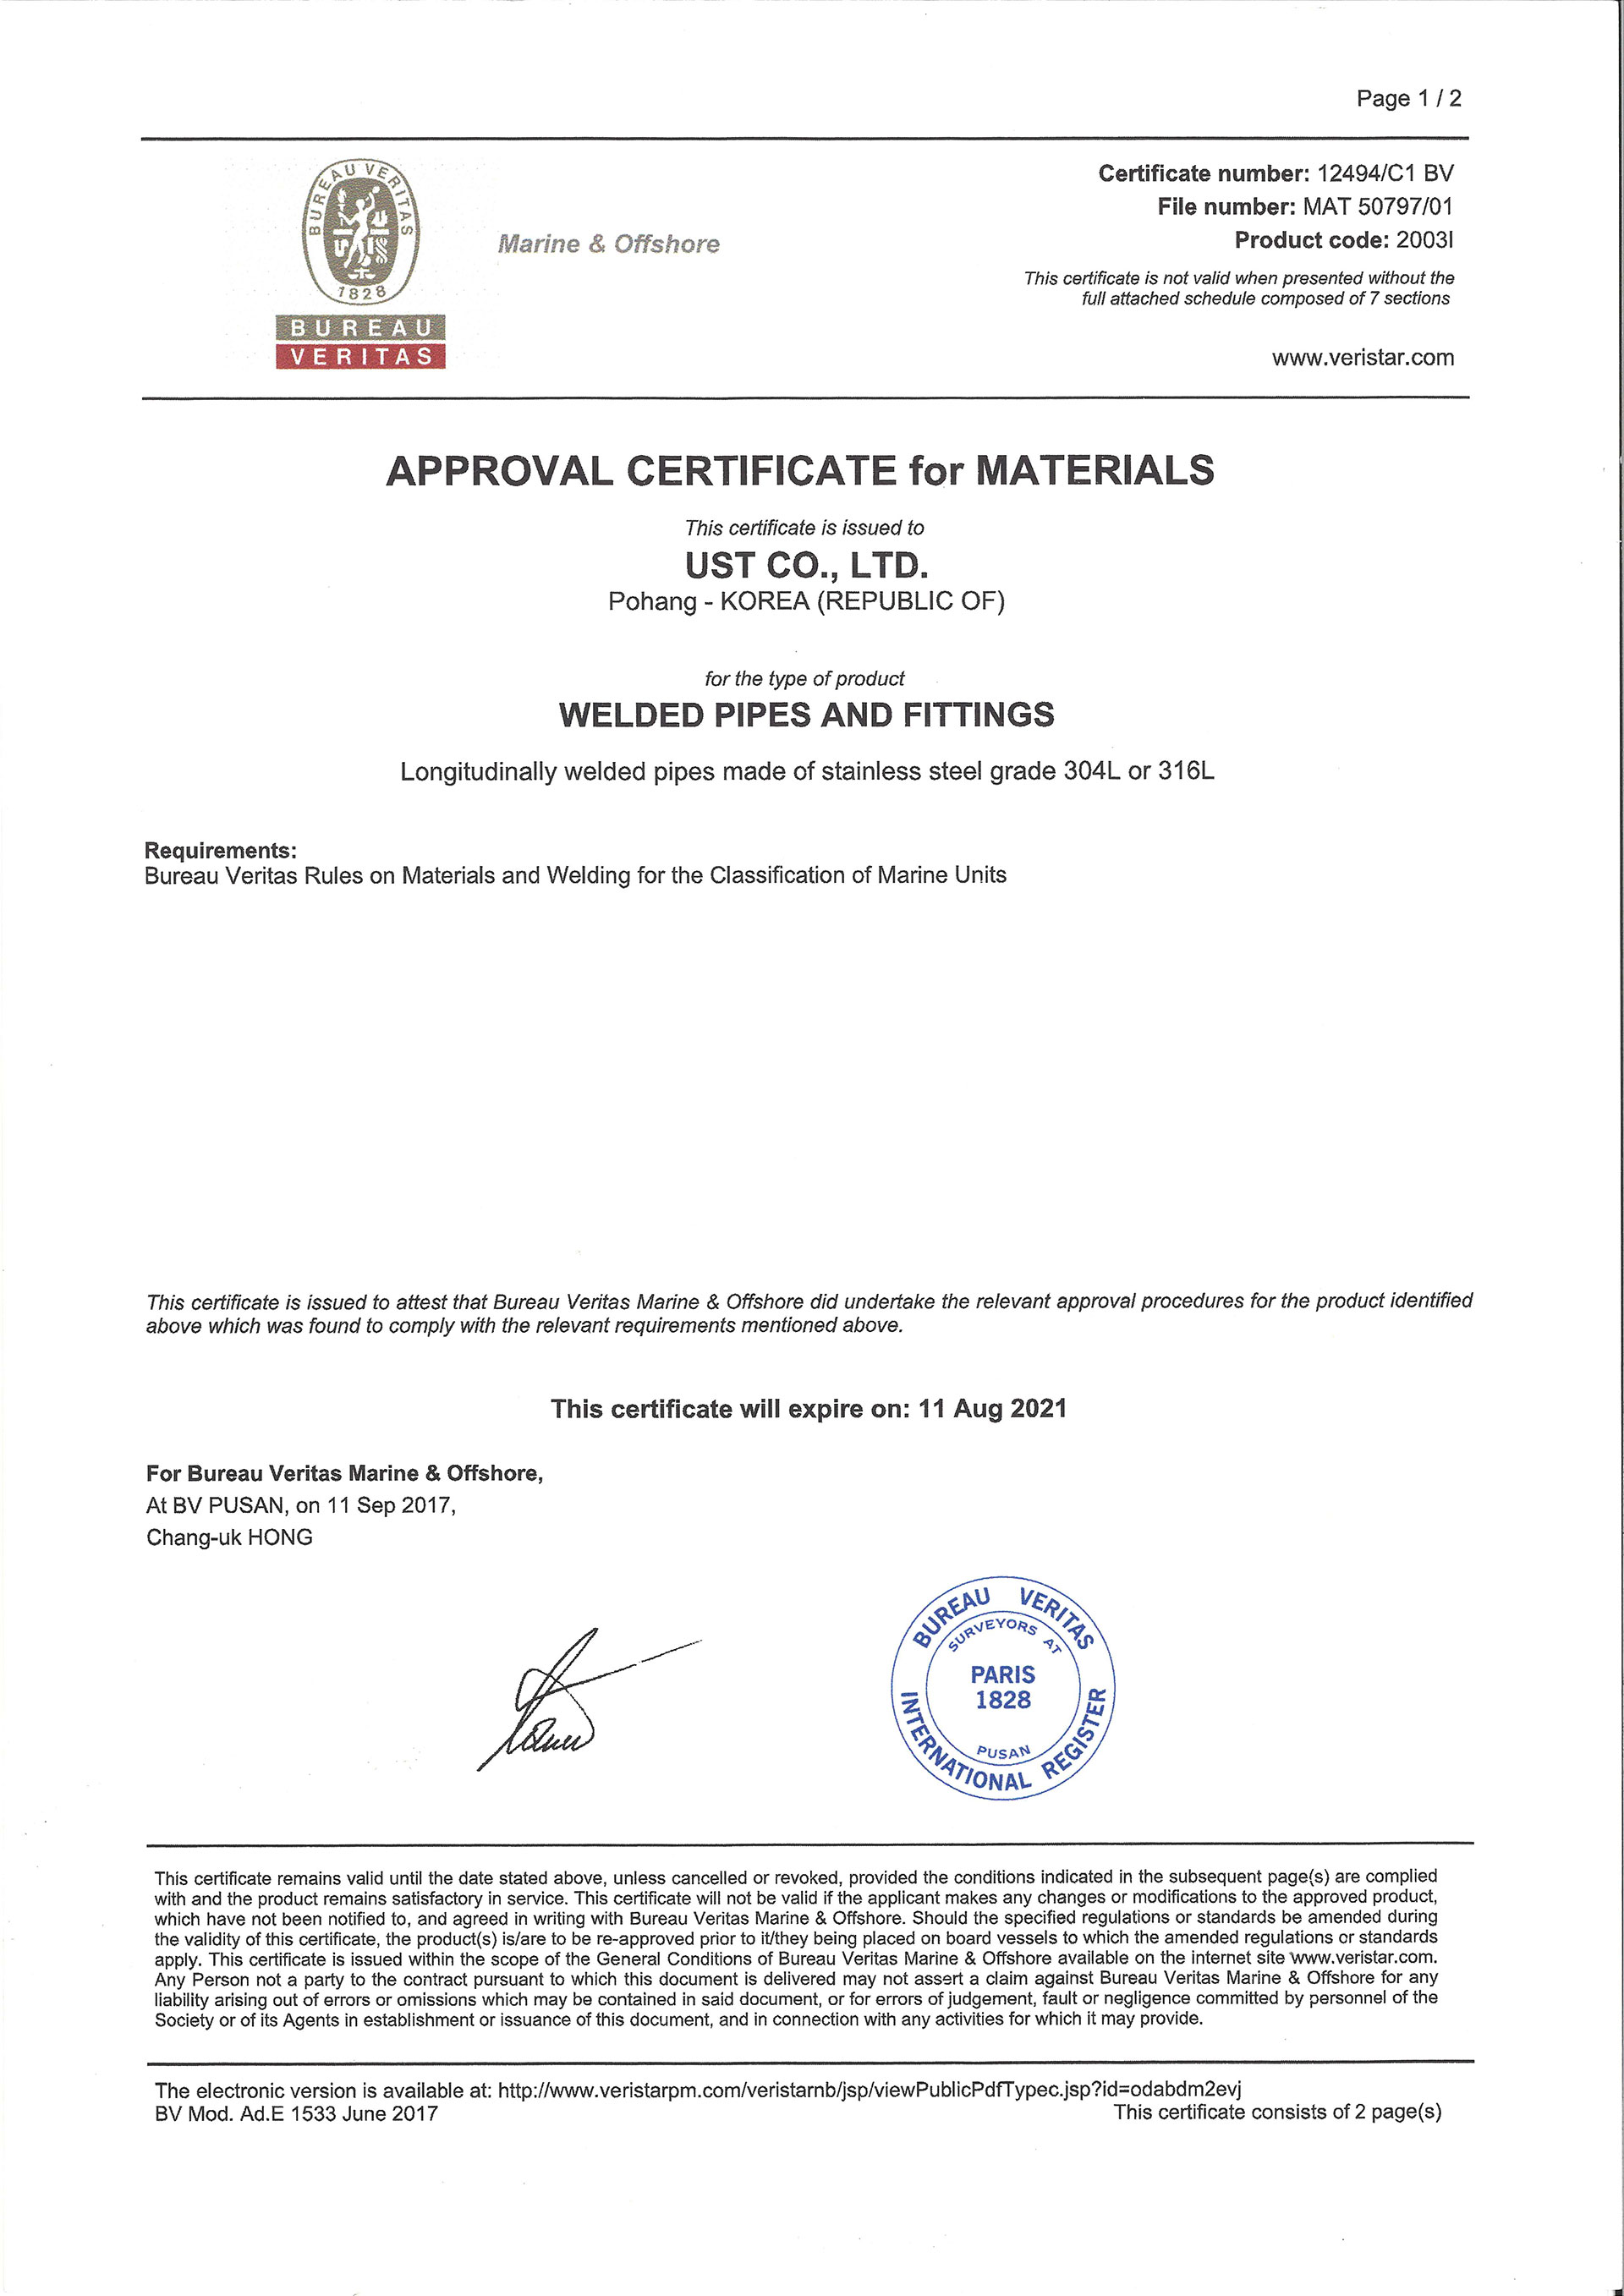 Page 1 / 2
BUREAU VERITAS
1828
BUREAU
VERITAS
Marine & Offshore
Certificate number: 12494/C1 BV
File number: MAT 50797/01
Product code: 2003I
This certificate is not valid when presented without the
full attached schedule composed of 7 sections
www.veristar.com
APPROVAL CERTIFICATE for MATERIALS
This certificate is issued to
UST CO., LTD.
Pohang - KOREA (REPUBLIC OF)
for the type of product
WELDED PIPES AND FITTINGS
Longitudinally welded pipes made of stainless steel grade 304L or 316L
Requirements:
Bureau Veritas Rules on Materials and Welding for the Classification of Marine Units
This certificate is issued to attest that Bureau Veritas Marine & Offshore did undertake the relevant approval procedures for the product identified
above which was found to comply with the relevant requirements mentioned above.
This certificate will expire on: 11 Aug 2021
For Bureau Veritas Marine & Offshore,
At BV PUSAN, on 11 Sep 2017,
Chang-uk HONG
BUREAU VERITAS
SURVEYORS AT
PARIS
1828
PUSAN
INTERNATIONAL REGISTER
This certificate remains valid until the date stated above, unless cancelled or revoked, provided the conditions indicated in the subsequent page(s) are complied
with and the product remains satisfactory in service. This certificate will not be valid if the applicant makes any changes or modifications to the approved product,
which have not been notified to, and agreed in writing with Bureau Veritas Marine & Offshore. Should the specified regulations or standards be amended during
the validity of this certificate, the product(s) is/are to be re-approved prior to it/they being placed on board vessels to which the amended regulations or standards
apply. This certificate is issued within the scope of the General Conditions of Bureau Veritas Marine & Offshore available on the internet site www.veristar.com.
Any Person not a party to the contract pursuant to which this document is delivered may not assert a claim against Bureau Veritas Marine & Offshore for any
liability arising out of errors or omissions which may be contained in said document, or for errors of judgement, fault or negligence committed by personnel of the
Society or of its Agents in establishment or issuance of this document, and in connection with any activities for which it may provide.
The electronic version is available at: http://www.veristarpm.com/veristarnb/jsp/viewPublicPdfTypec.jsp?id=odabdm2evj
BV Mod. Ad.E 1533 June 2017
This certificate consists of 2 page(s)